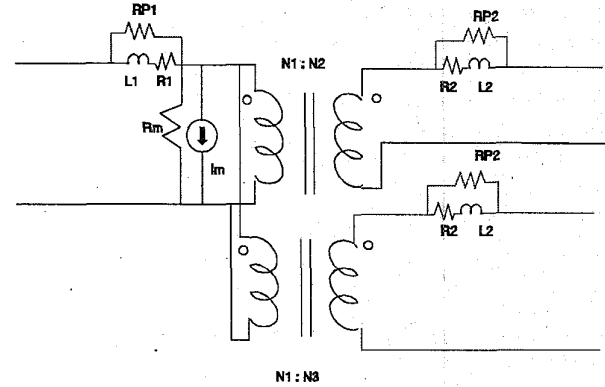 RP1
L1 R1
Rm
Im
N1 : N2
RP2
R2 L2
RP2
R2 L2
N1 : N3